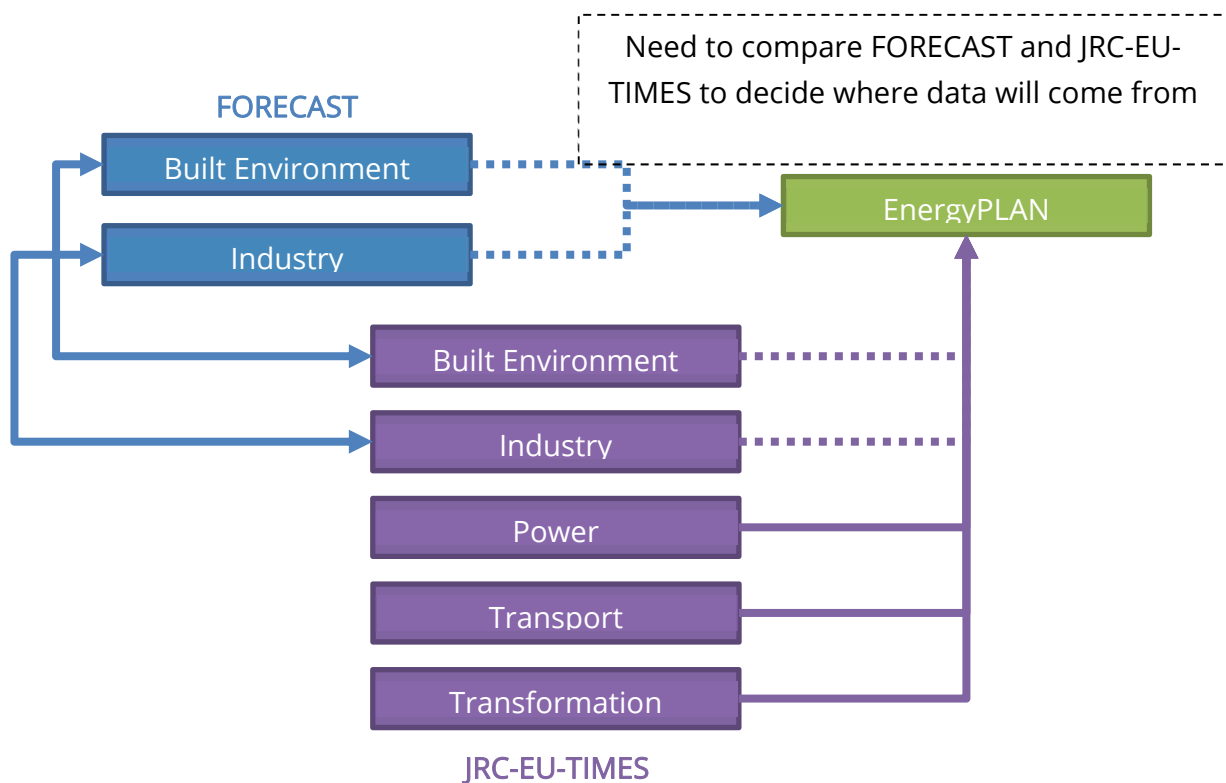 Need to compare FORECAST and JRC-EU-
TIMES to decide where data will come from
FORECAST
Built Environment
EnergyPLAN
Industry
Built Environment
Industry
Power
Transport
Transformation
JRC-EU-TIMES